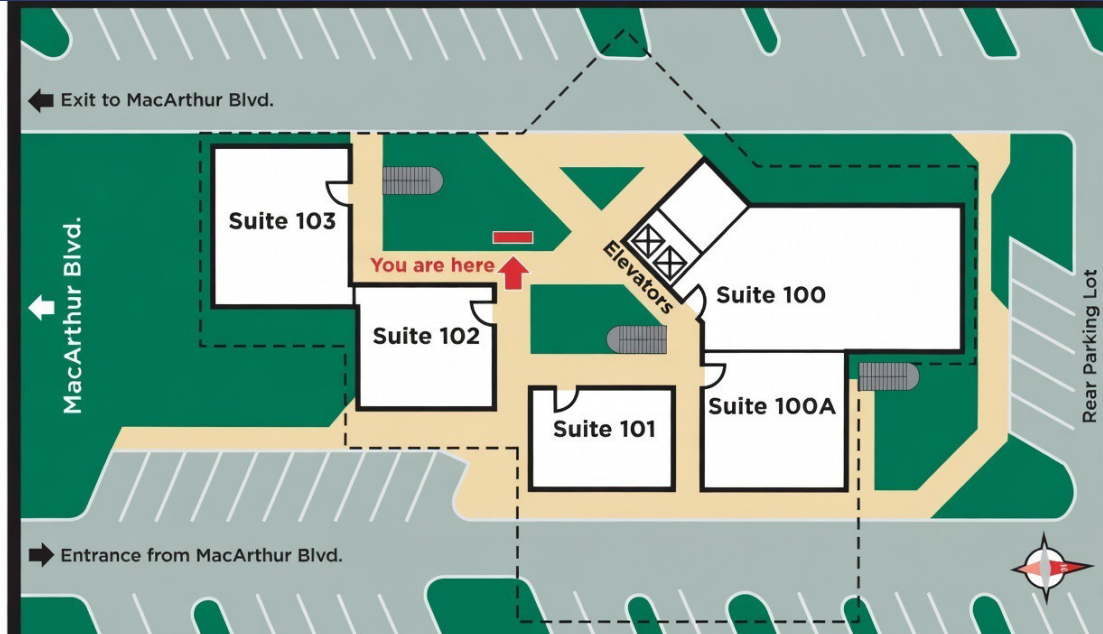 Exit to MacArthur Blvd.
MacArthur Blvd.
Suite 103
You are here
Elevators
Suite 100
Suite 102
Suite 100A
Suite 101
Rear Parking Lot
Entrance from MacArthur Blvd.
N